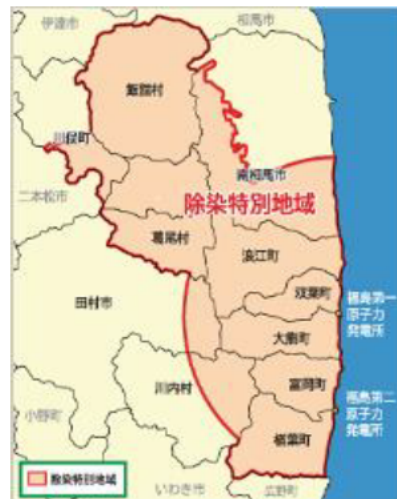 伊達市
相馬市
飯舘村
川俣町
南相馬市
二本松市
除染特別地域
葛尾村
浪江町
双葉町
田村市
福島第一
原子力
発電所
大熊町
川内村
富岡町
小野町
福島第二
原子力
発電所
楢葉町
いわき市
広野町
除染特別地域